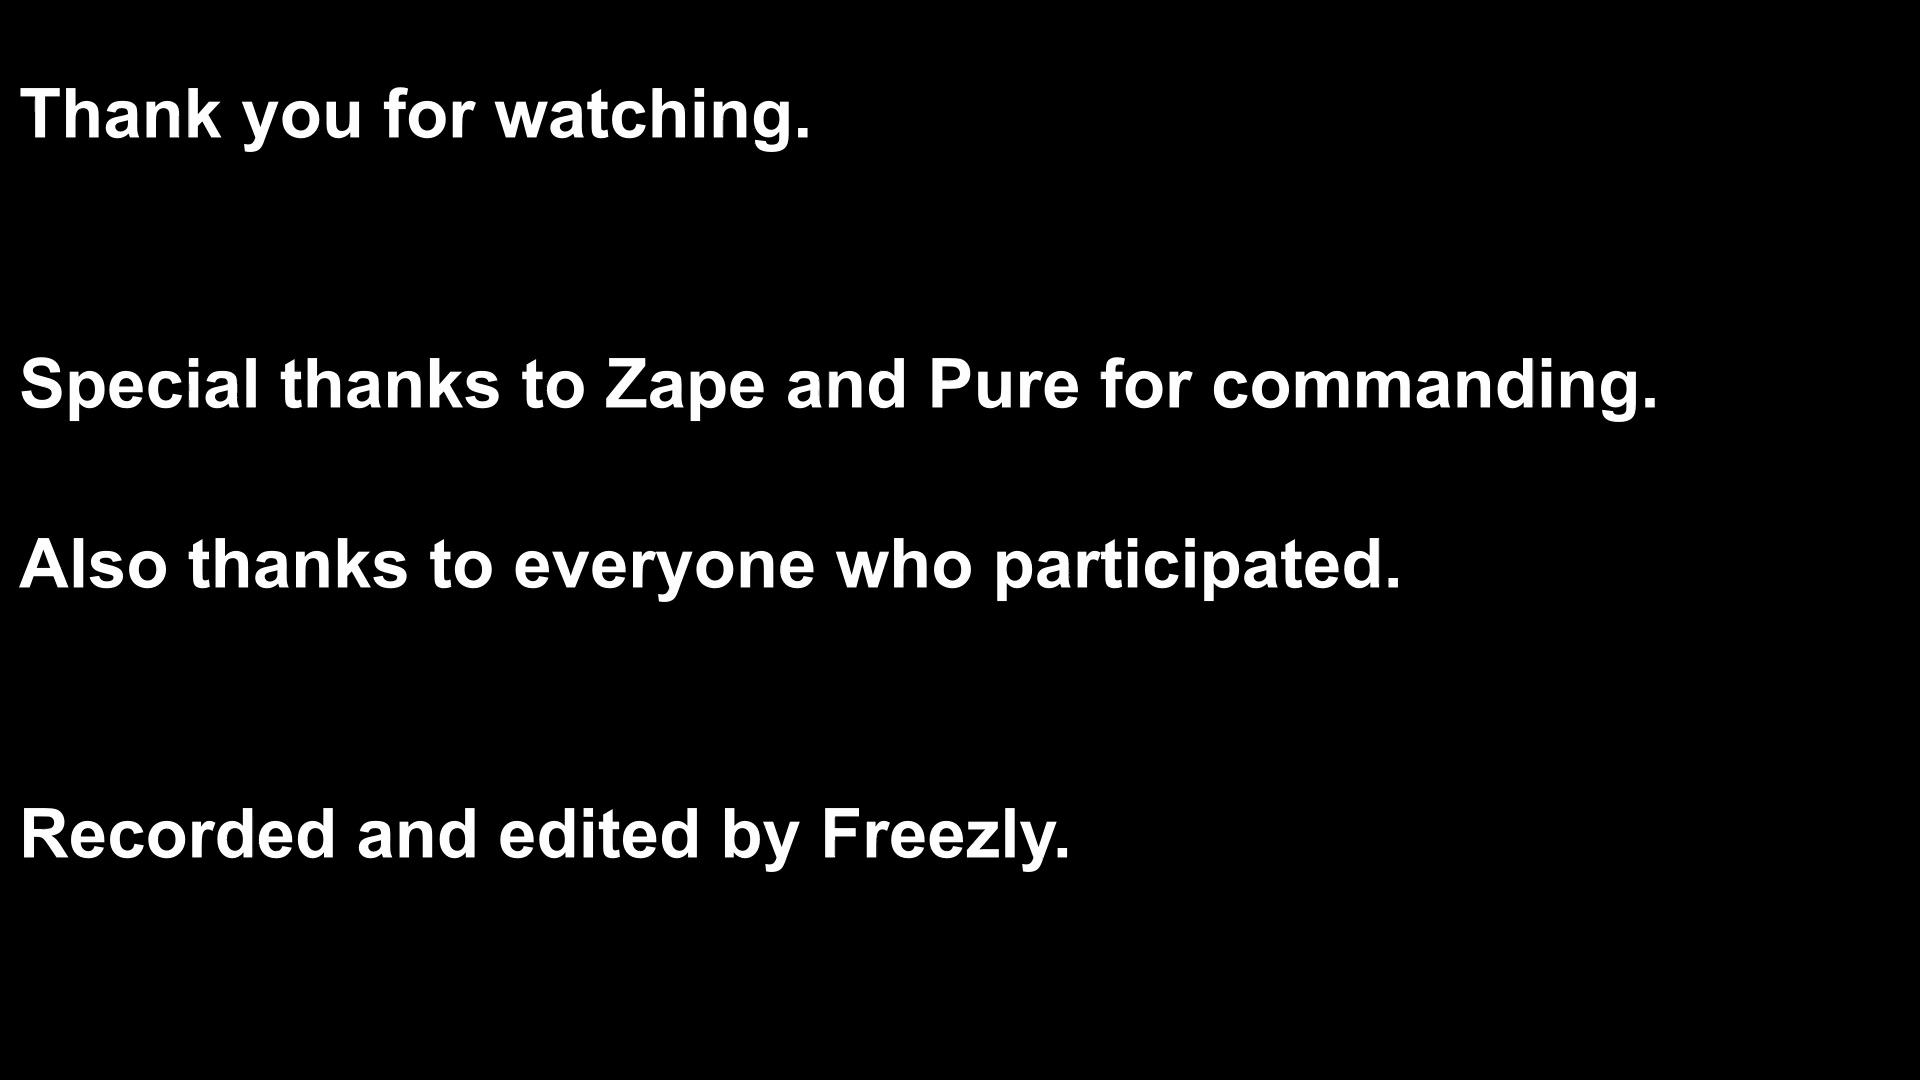 Thank you for watching.
Special thanks to Zape and Pure for commanding.
Also thanks to everyone who participated.
Recorded and edited by Freezly.